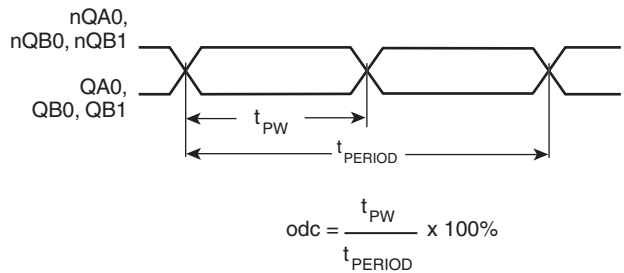 nQA0,
nQB0, nQB1
QA0,
QB0, QB1
tPW
tPERIOD
odc = tPW / tPERIOD x 100%